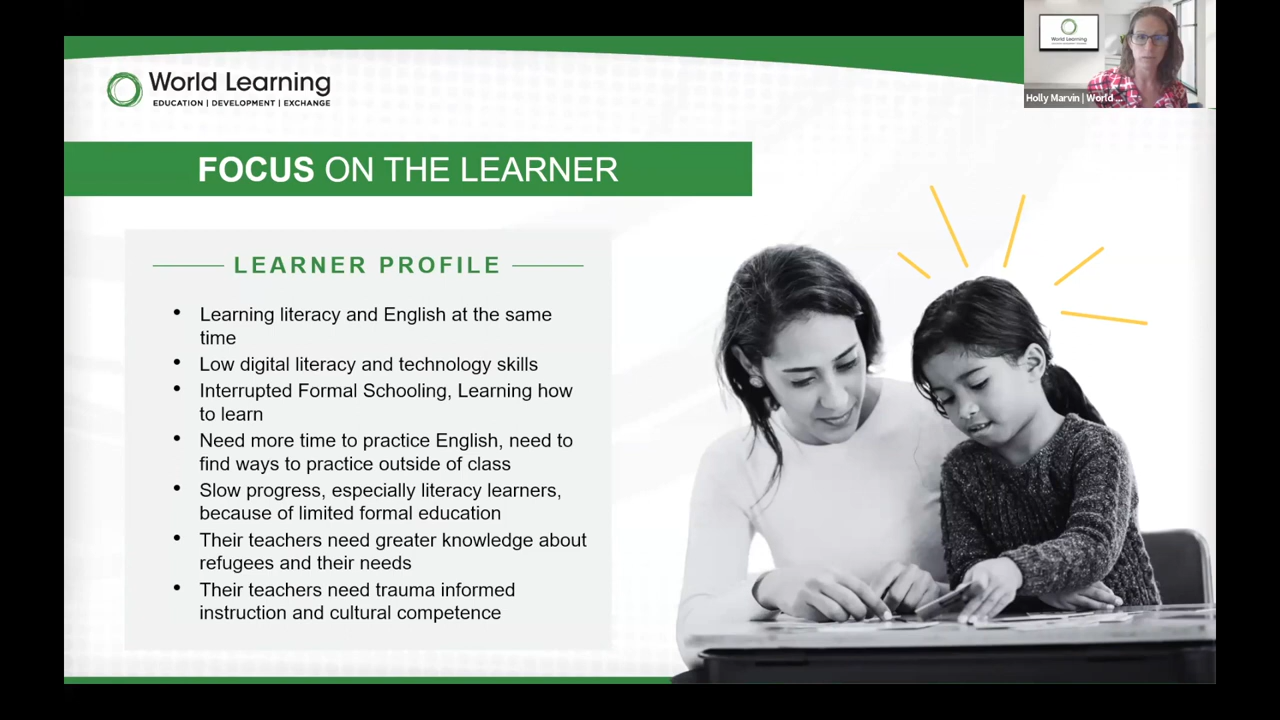 World Learning
EDUCATION | DEVELOPMENT | EXCHANGE
World Learning
Holly Marvin | World ...
FOCUS ON THE LEARNER
LEARNER PROFILE
• Learning literacy and English at the same
time
• Low digital literacy and technology skills
• Interrupted Formal Schooling, Learning how
to learn
• Need more time to practice English, need to
find ways to practice outside of class
• Slow progress, especially literacy learners,
because of limited formal education
• Their teachers need greater knowledge about
refugees and their needs
• Their teachers need trauma informed
instruction and cultural competence